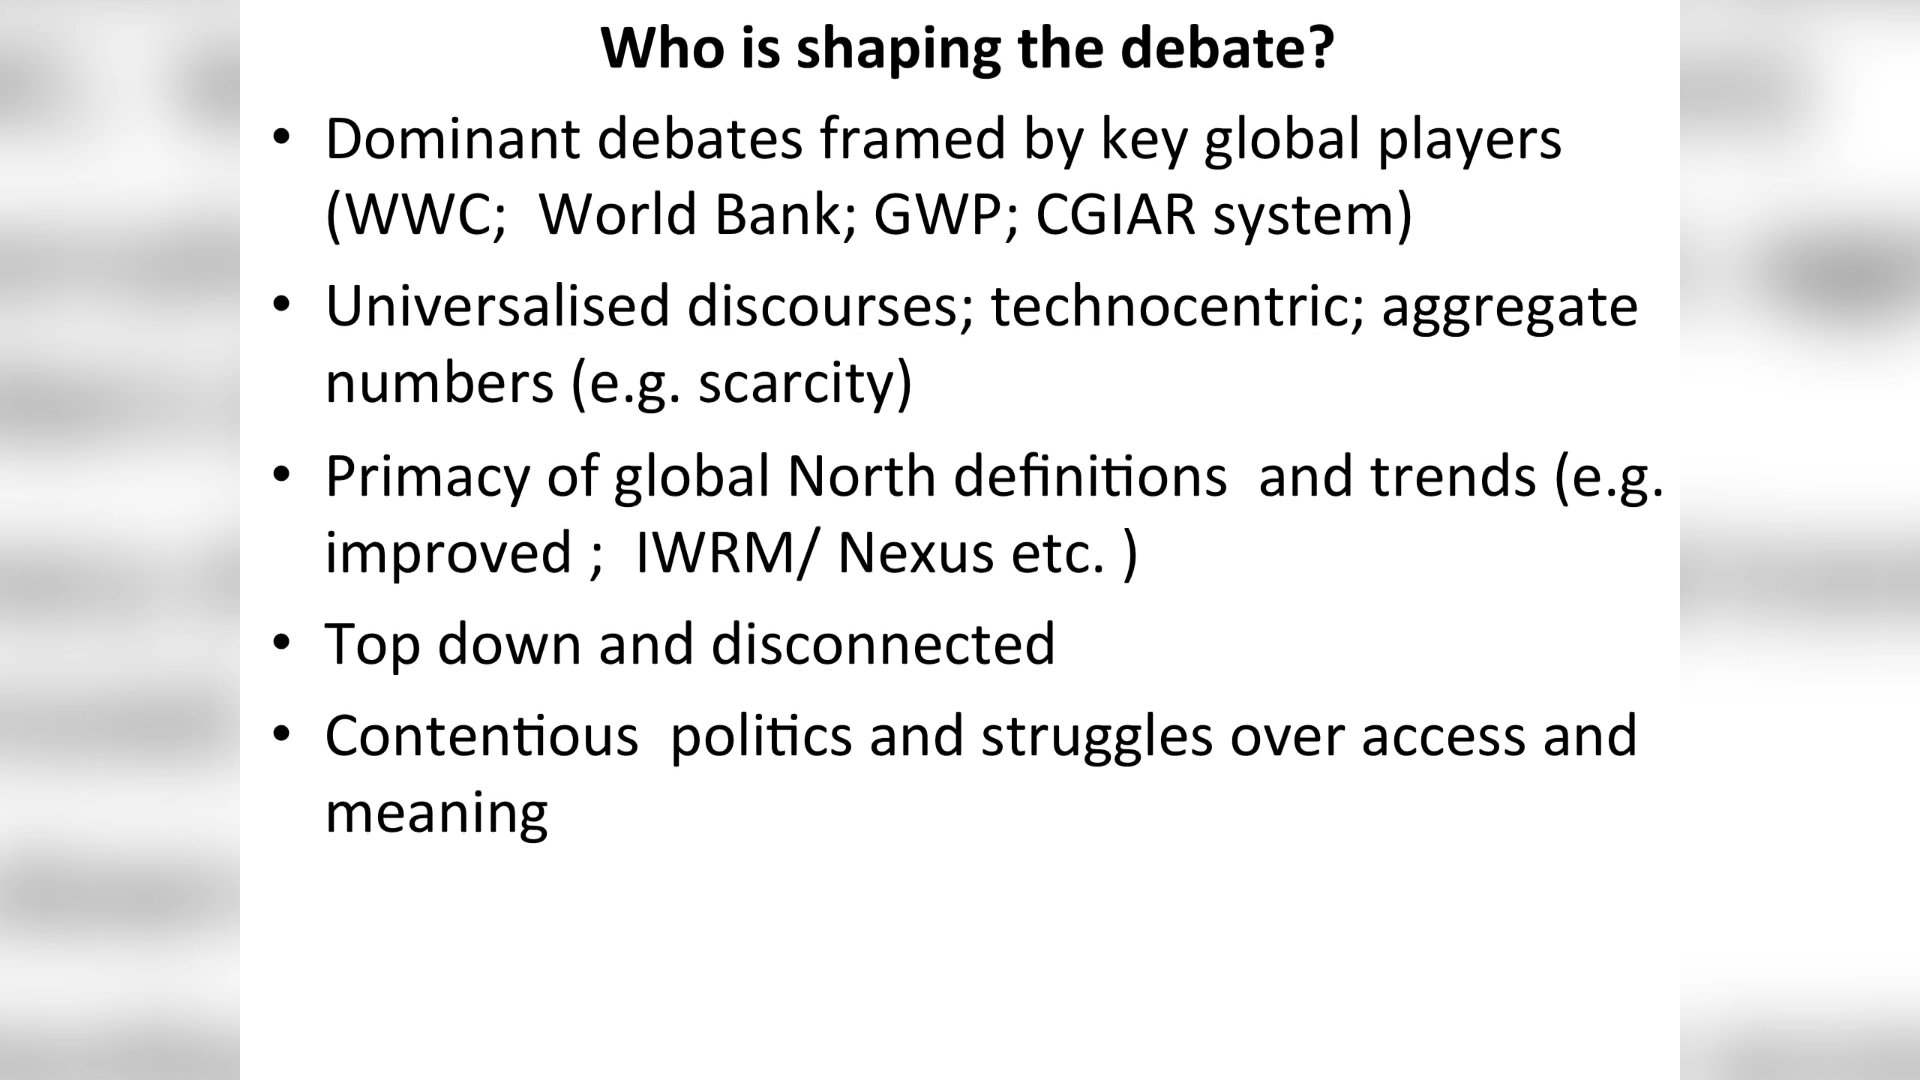 Who is shaping the debate?
• Dominant debates framed by key global players
(WWC;  World Bank; GWP; CGIAR system)
• Universalised discourses; technocentric; aggregate
numbers (e.g. scarcity)
• Primacy of global North definitions  and trends (e.g.
improved ;  IWRM/ Nexus etc. )
• Top down and disconnected
• Contentious  politics and struggles over access and
meaning